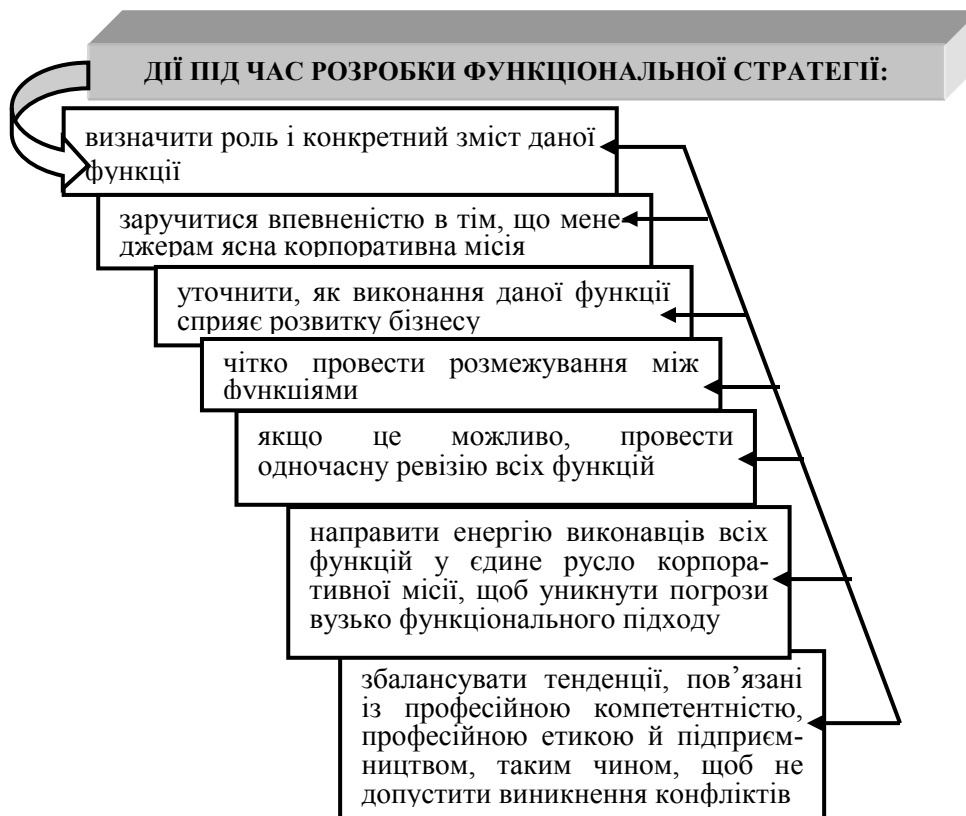 ДІЇ ПІД ЧАС РОЗРОБКИ ФУНКЦІОНАЛЬНОЇ СТРАТЕГІЇ:
визначити роль і конкретний зміст даної
функції
заручитися впевненістю в тім, що мене-
джерам ясна корпоративна місія
уточнити, як виконання даної функції
сприяє розвитку бізнесу
чітко провести розмежування між
функціями
якщо це можливо, провести
одночасну ревізію всіх функцій
направити енергію виконавців всіх
функцій у єдине русло корпора-
тивної місії, щоб уникнути погрози
вузько функціонального підходу
збалансувати тенденції, пов’язані
із професійною компетентністю,
професійною етикою й підприєм-
ництвом, таким чином, щоб не
допустити виникнення конфліктів